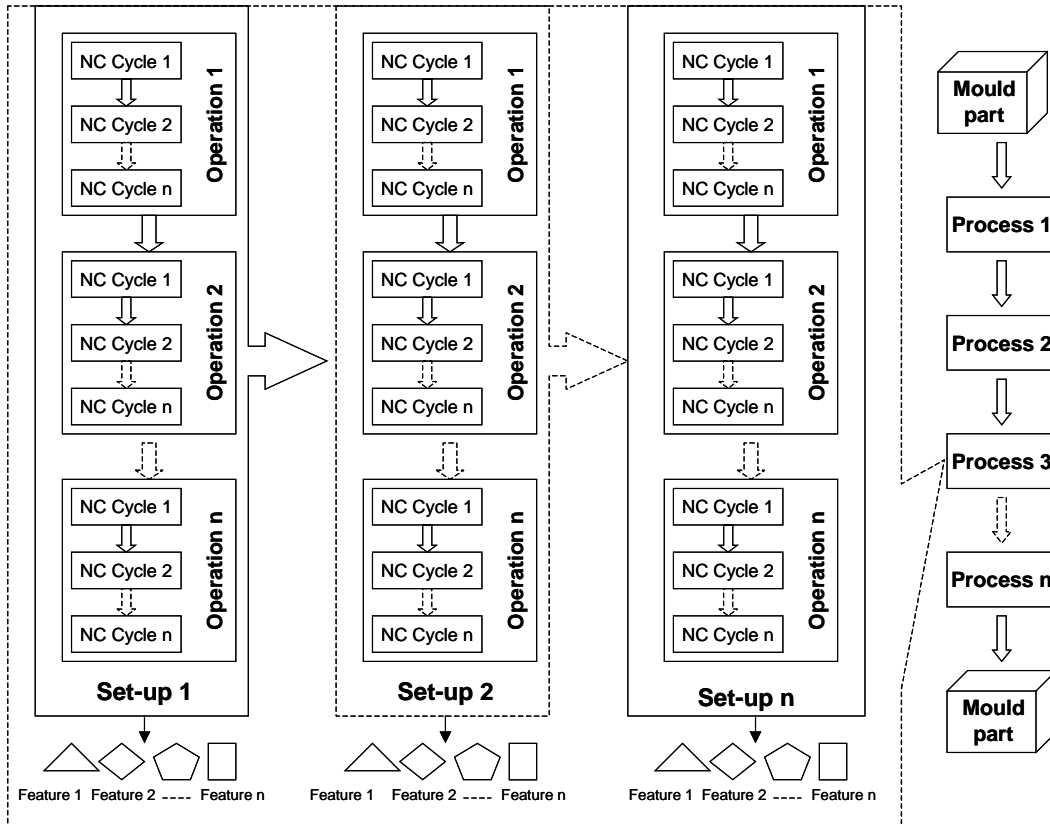 NC Cycle 1
NC Cycle 2
NC Cycle n
Operation 1
NC Cycle 1
NC Cycle 2
NC Cycle n
Operation 2
NC Cycle 1
NC Cycle 2
NC Cycle n
Operation n
Set-up 1
Feature 1 Feature 2 ----- Feature n
NC Cycle 1
NC Cycle 2
NC Cycle n
Operation 1
NC Cycle 1
NC Cycle 2
NC Cycle n
Operation 2
NC Cycle 1
NC Cycle 2
NC Cycle n
Operation n
Set-up 2
Feature 1 Feature 2 ----- Feature n
NC Cycle 1
NC Cycle 2
NC Cycle n
Operation 1
NC Cycle 1
NC Cycle 2
NC Cycle n
Operation 2
NC Cycle 1
NC Cycle 2
NC Cycle n
Operation n
Set-up n
Feature 1 Feature 2 ----- Feature n
Mould
part
Process 1
Process 2
Process 3
Process n
Mould
part